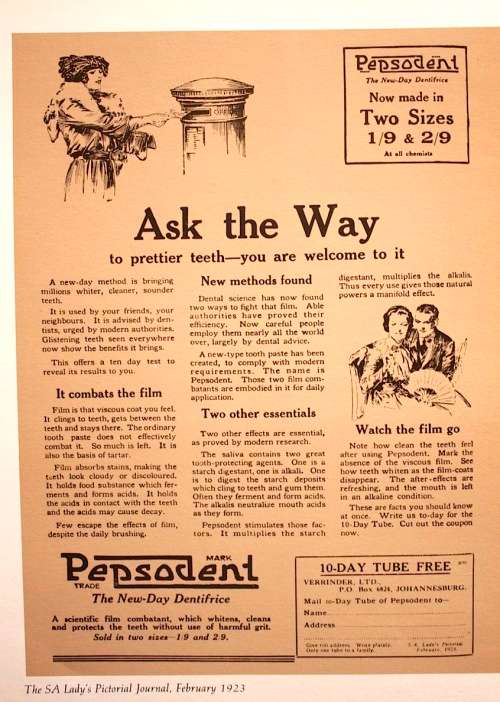 Pepsodent
The New-Day Dentifrice
Now made in
Two Sizes
1/9 & 2/9
At all chemists
Ask the Way
to prettier teeth—you are welcome to it
A new-day method is bringing
millions whiter, cleaner, sounder
teeth.
It is used by your friends, your
neighbours. It is advised by den-
tists, urged by modern authorities.
Glistening teeth seen everywhere
now show the benefits it brings.
This offers a ten day test to
reveal its results to you.
It combats the film
Film is that viscous coat you feel.
It clings to teeth, gets between the
teeth and stays there. The ordinary
tooth paste does not effectively
combat it. So much is left. It is
also the basis of tartar.
Film absorbs stains, making the
teeth look cloudy or discoloured.
It holds food substance which fer-
ments and forms acids. It holds
the acids in contact with the teeth
and the acids may cause decay.
Few escape the effects of film,
despite the daily brushing.
New methods found
Dental science has now found
two ways to fight that film. Able
authorities have proved their
efficiency. Now careful people
employ them nearly all the world
over, largely by dental advice.
A new-type tooth paste has been
created, to comply with modern
requirements. The name is
Pepsodent. Those two film com-
batants are embodied in it for daily
application.
Two other essentials
Two other effects are essential,
as proved by modern research.
The saliva contains two great
tooth-protecting agents. One is a
starch digestant, one is alkali. One
is to digest the starch deposits
which cling to teeth and gum them.
Often they ferment and form acids.
The alkalis neutralize mouth acids
as they form.
Pepsodent stimulates those fac-
tors. It multiplies the starch
digestant, multiplies the alkalis.
Thus every use gives those natural
powers a manifold effect.
Watch the film go
Note how clean the teeth feel
after using Pepsodent. Mark the
absence of the viscous film. See
how teeth whiten as the film-coats
disappear. The after-effects are
refreshing, and the mouth is left
in an alkaline condition.
These are facts you should know
at once. Write us to-day for the
10-Day Tube. Cut out the coupon
now.
Pepsodent
TRADE MARK
The New-Day Dentifrice
A scientific film combatant, which whitens, cleans
and protects the teeth without use of harmful grit.
Sold in two sizes—1/9 and 2/9.
10-DAY TUBE FREE
VERRINDER, LTD.,
P.O. Box 6824, JOHANNESBURG.
Mail 10-Day Tube of Pepsodent to—
Name
Address
Give full address. Write plainly.
Only one tube to a family.
S.A. Lady's Pictorial
February, 1923.
The SA Lady's Pictorial Journal, February 1923